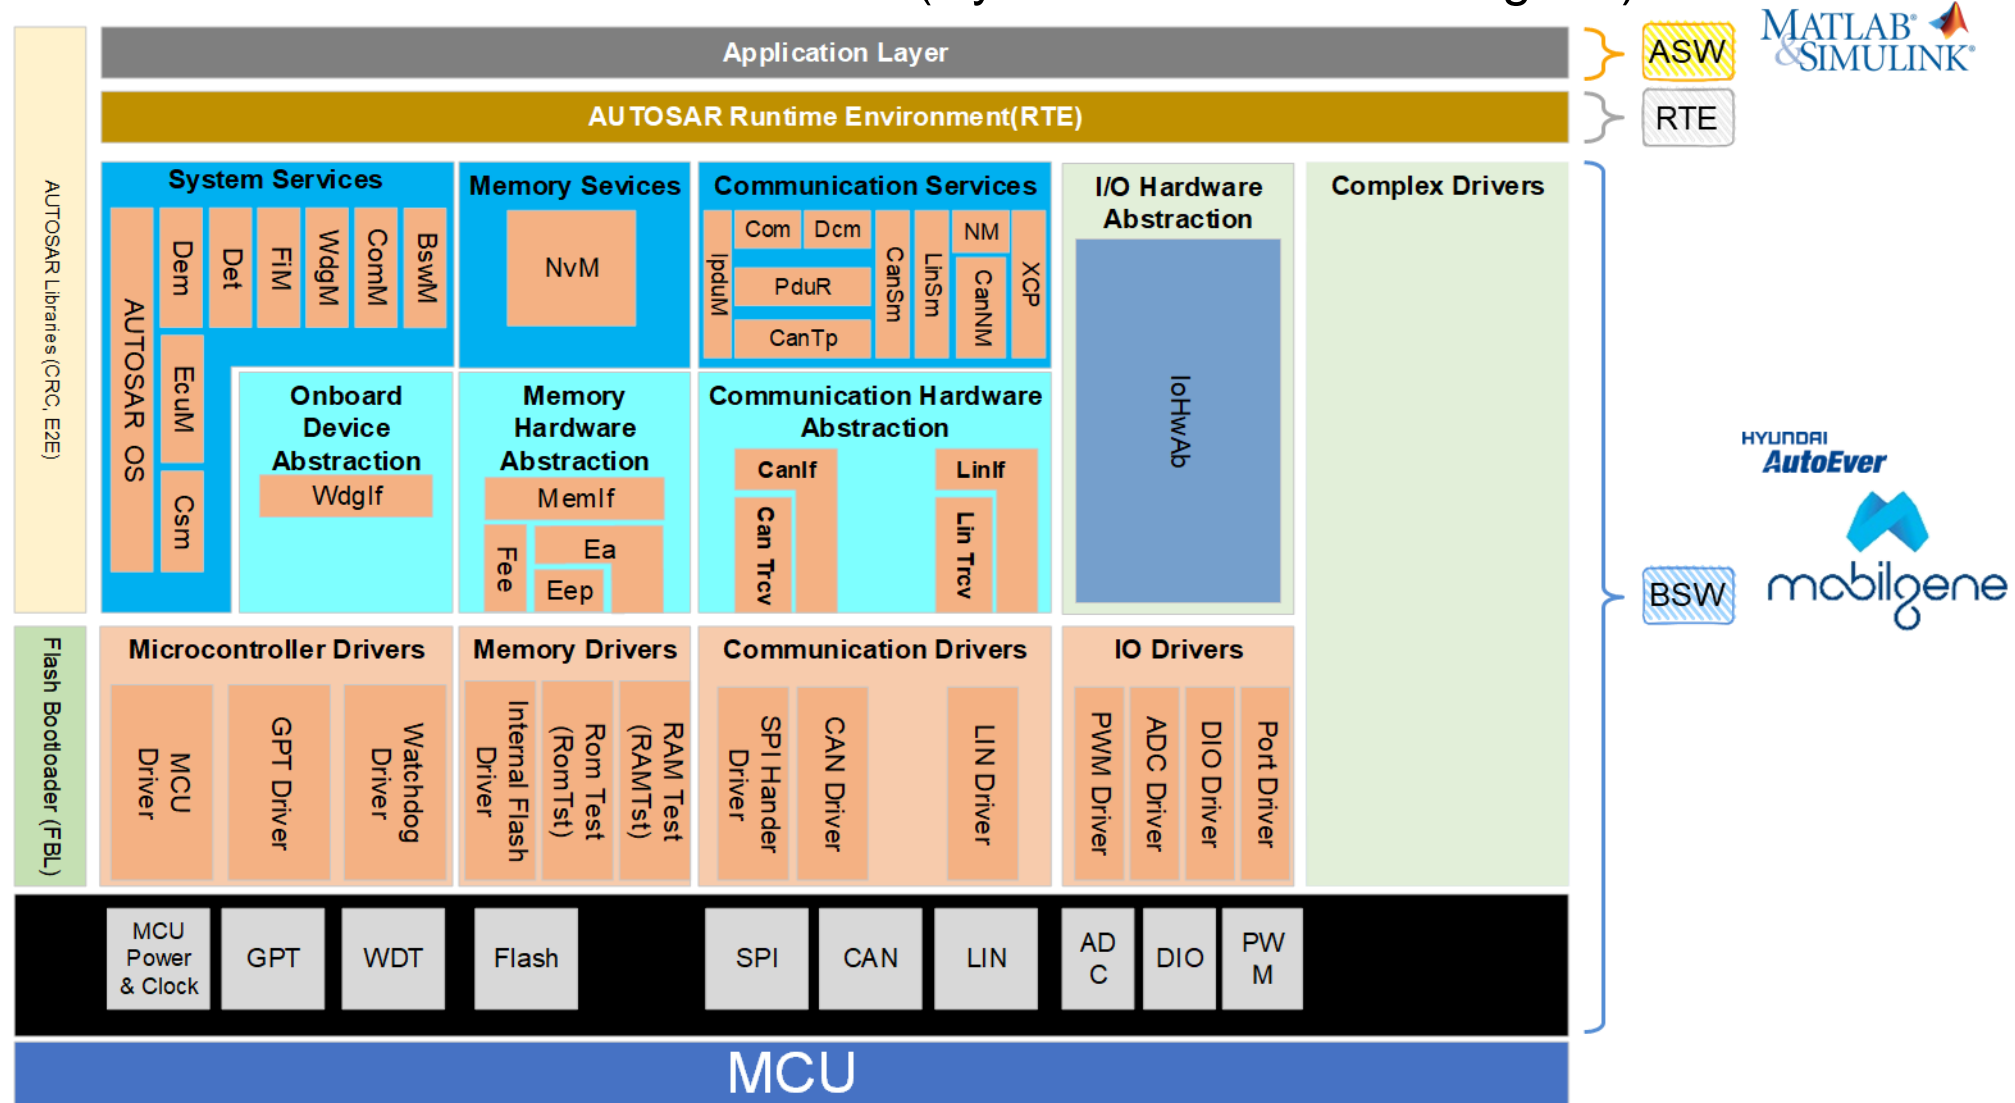 Application Layer
AUTOSAR Runtime Environment(RTE)
ASW
MATLAB®
&SIMULINK®
RTE
AUTOSAR Libraries (CRC, E2E)
System Services
AUTOSAR OS
Dem
Det
FiM
WdgM
ComM
BswM
EcuM
Csm
Memory Sevices
NvM
Communication Services
IpduM
Com
Dcm
PduR
CanTp
CanSm
LinSm
NM
CanNM
XCP
I/O Hardware
Abstraction
IoHwAb
Complex Drivers
Onboard
Device
Abstraction
WdgIf
Memory
Hardware
Abstraction
MemIf
Fee
Ea
Eep
Communication Hardware
Abstraction
CanIf
Can Trcv
LinIf
Lin Trcv
HYUNDAI
AutoEver
mobilgene
BSW
Flash Bootloader (FBL)
Microcontroller Drivers
MCU
Driver
GPT Driver
Watchdog
Driver
Memory Drivers
Internal Flash
Driver
Rom Test
(RomTst)
RAM Test
(RAMTst)
Communication Drivers
SPI Hander
Driver
CAN Driver
LIN Driver
IO Drivers
PWM Driver
ADC Driver
DIO Driver
Port Driver
MCU
Power
& Clock
GPT
WDT
Flash
SPI
CAN
LIN
AD
C
DIO
PW
M
MCU